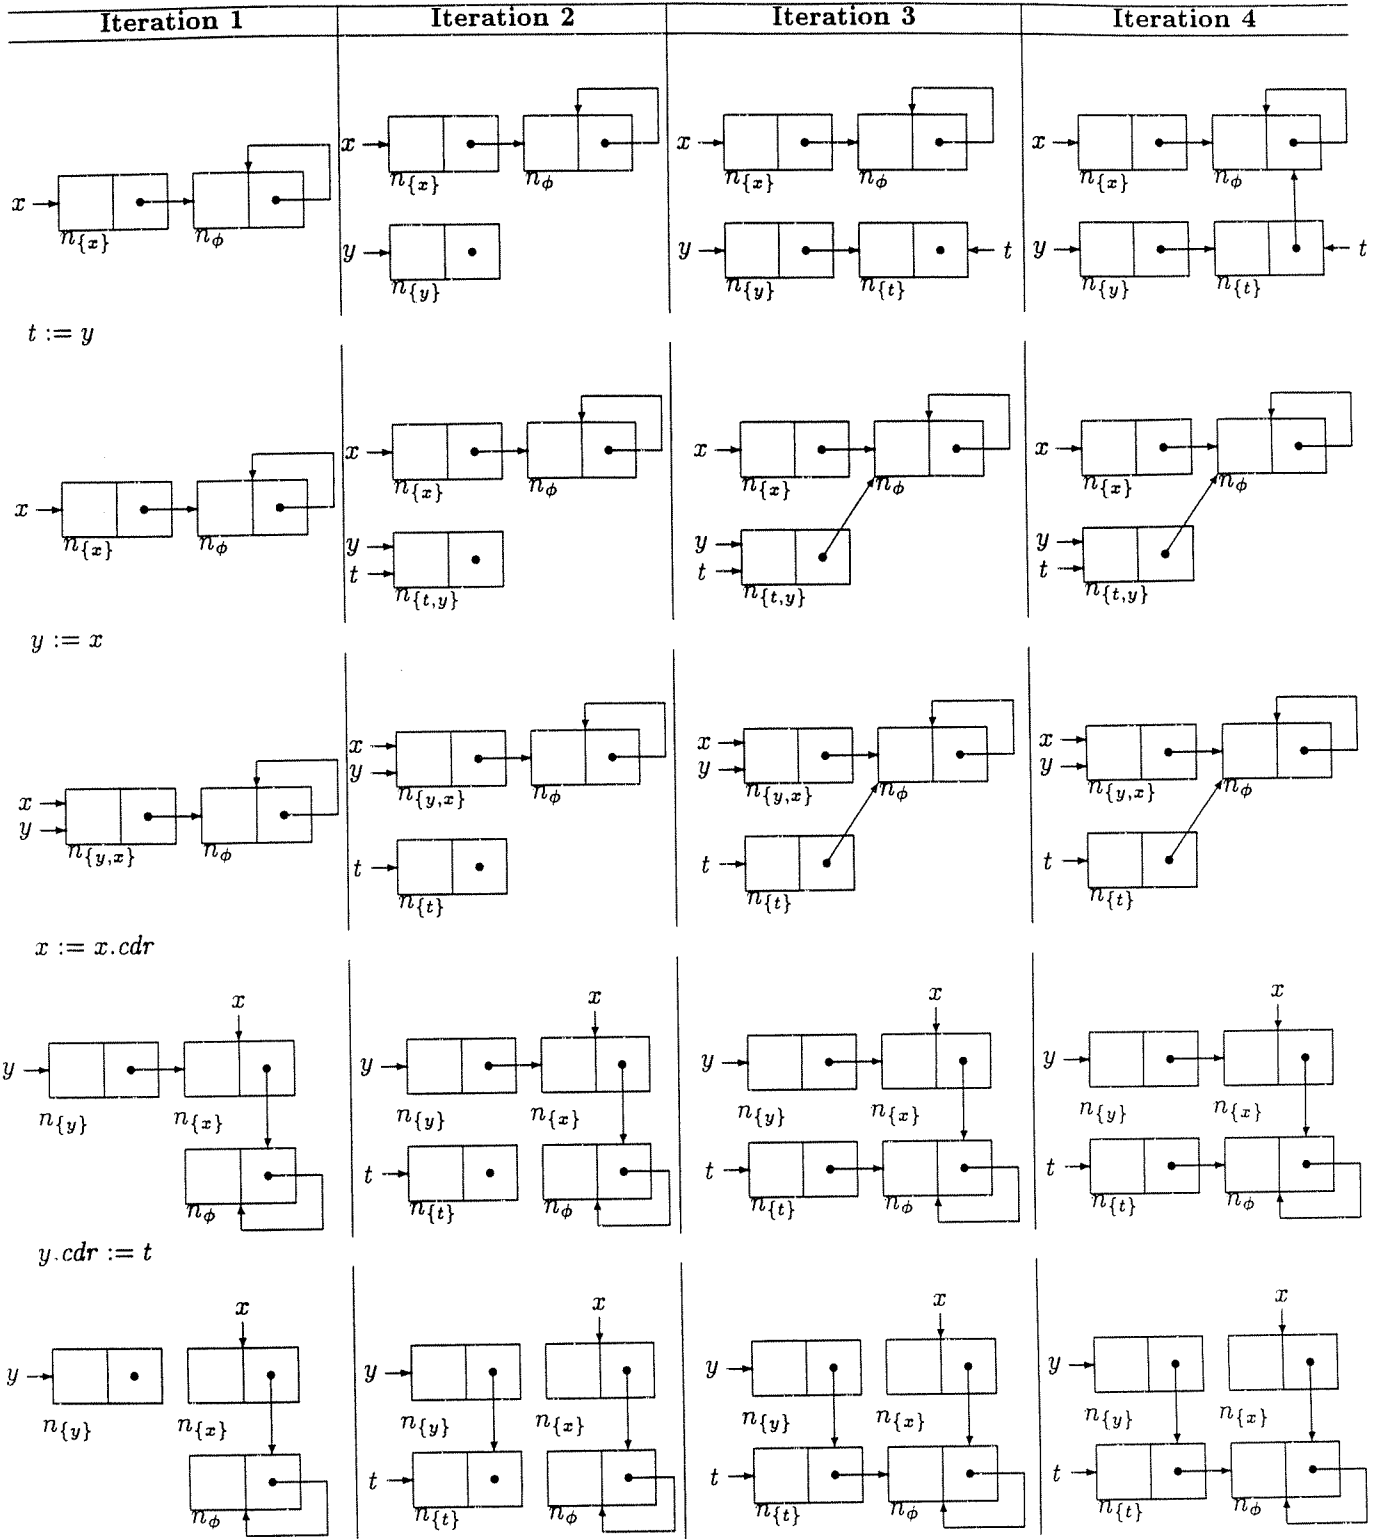 Iteration 1 Iteration 2 Iteration 3 Iteration 4
x n{x} nϕ x n{x} nϕ x n{x} nϕ x n{x} nϕ
y n{y} y n{y} n{t} t y n{y} n{t} t
t := y
x n{x} nϕ x n{x} nϕ x n{x} nϕ x n{x} nϕ
y t n{t,y} y t n{t,y} y t n{t,y}
y := x
x y n{y,x} nϕ x y n{y,x} nϕ x y n{y,x} nϕ x y n{y,x} nϕ
t n{t} t n{t} t n{t}
x := x.cdr
x x x x
y n{y} n{x} y n{y} n{x} y n{y} n{x} y n{y} n{x}
nϕ t n{t} nϕ t n{t} nϕ t n{t} nϕ
y.cdr := t
x x x x
y n{y} n{x} y n{y} n{x} y n{y} n{x} y n{y} n{x}
nϕ t n{t} nϕ t n{t} nϕ t n{t} nϕ